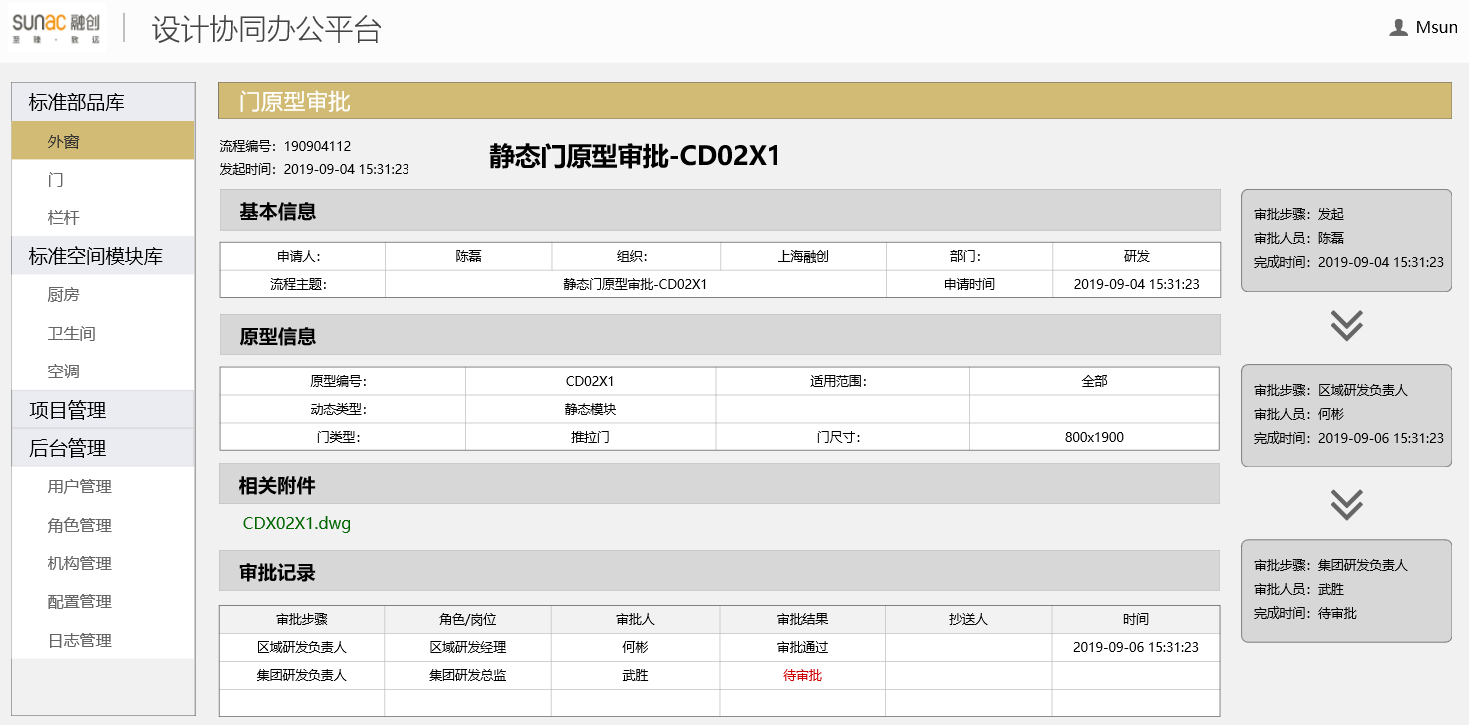 sunac 融创
至臻·致远
设计协同办公平台
Msun
标准部品库
外窗
门
栏杆
标准空间模块库
厨房
卫生间
空调
项目管理
后台管理
用户管理
角色管理
机构管理
配置管理
日志管理
门原型审批
流程编号：190904112
发起时间：2019-09-04 15:31:23
静态门原型审批-CD02X1
基本信息
申请人： 陈磊 组织： 上海融创 部门： 研发
流程主题： 静态门原型审批-CD02X1 申请时间 2019-09-04 15:31:23
原型信息
原型编号： CD02X1 适用范围： 全部
动态类型： 静态模块
门类型： 推拉门 门尺寸： 800x1900
相关附件
CDX02X1.dwg
审批记录
审批步骤 角色/岗位 审批人 审批结果 抄送人 时间
区域研发负责人 区域研发经理 何彬 审批通过 2019-09-06 15:31:23
集团研发负责人 集团研发总监 武胜 待审批
审批步骤：发起
审批人员：陈磊
完成时间：2019-09-04 15:31:23
审批步骤：区域研发负责人
审批人员：何彬
完成时间：2019-09-06 15:31:23
审批步骤：集团研发负责人
审批人员：武胜
完成时间：待审批